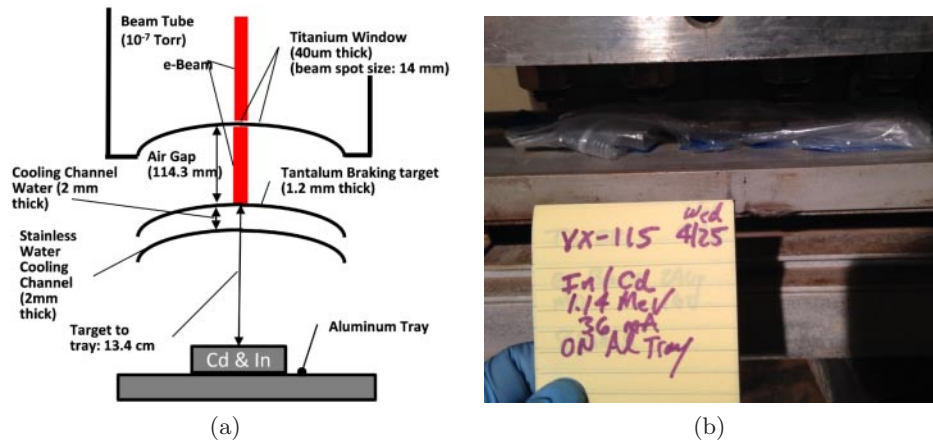 Beam Tube
(10⁻⁷ Torr)
e-Beam
Titanium Window
(40um thick)
(beam spot size: 14 mm)
Air Gap
(114.3 mm)
Cooling Channel
Water (2 mm
thick)
Tantalum Braking target
(1.2 mm thick)
Stainless
Water
Cooling
Channel
(2mm
thick)
Target to
tray: 13.4 cm
Aluminum Tray
Cd & In
(a)
Wed
VX-115 4/25
In/Cd
1.14 MeV
36 mA
ON AL Tray
(b)